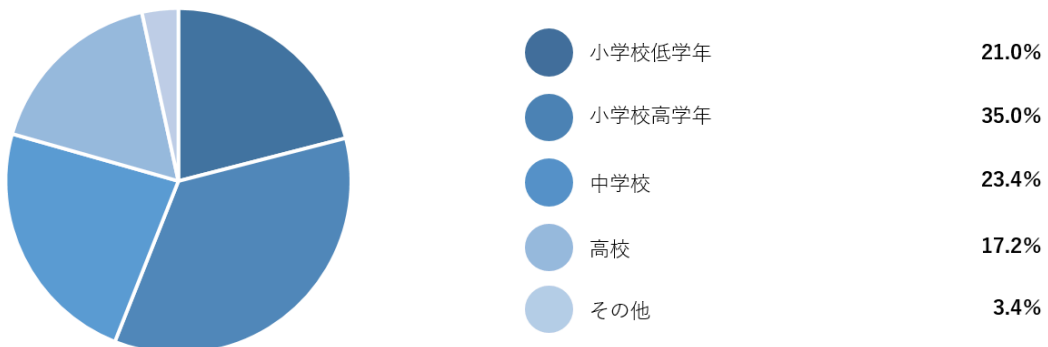 小学校低学年 21.0%
小学校高学年 35.0%
中学校 23.4%
高校 17.2%
その他 3.4%